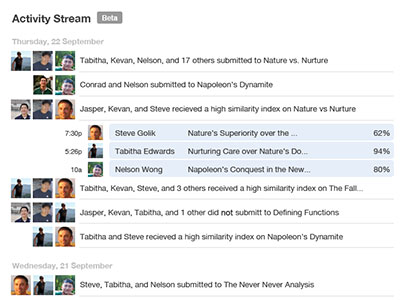 Activity Stream Beta
Thursday, 22 September
Tabitha, Kevan, Nelson, and 17 others submitted to Nature vs. Nurture
Conrad and Nelson submitted to Napoleon's Dynamite
Jasper, Kevan, and Steve recieved a high similarity index on Nature vs Nurture
7:30p Steve Golik Nature's Superiority over the ... 62%
5:26p Tabitha Edwards Nurturing Care over Nature's Do... 94%
10a Nelson Wong Napoleon's Conquest in the New... 80%
Tabitha, Kevan, Steve, and 3 others received a high similarity index on The Fall...
Jasper, Kevan, Tabitha, and 1 other did not submitt to Defining Functions
Tabitha and Steve recieved a high similarity index on Napoleon's Dynamite
Wednesday, 21 September
Steve, Tabitha, and Nelson submitted to The Never Never Analysis